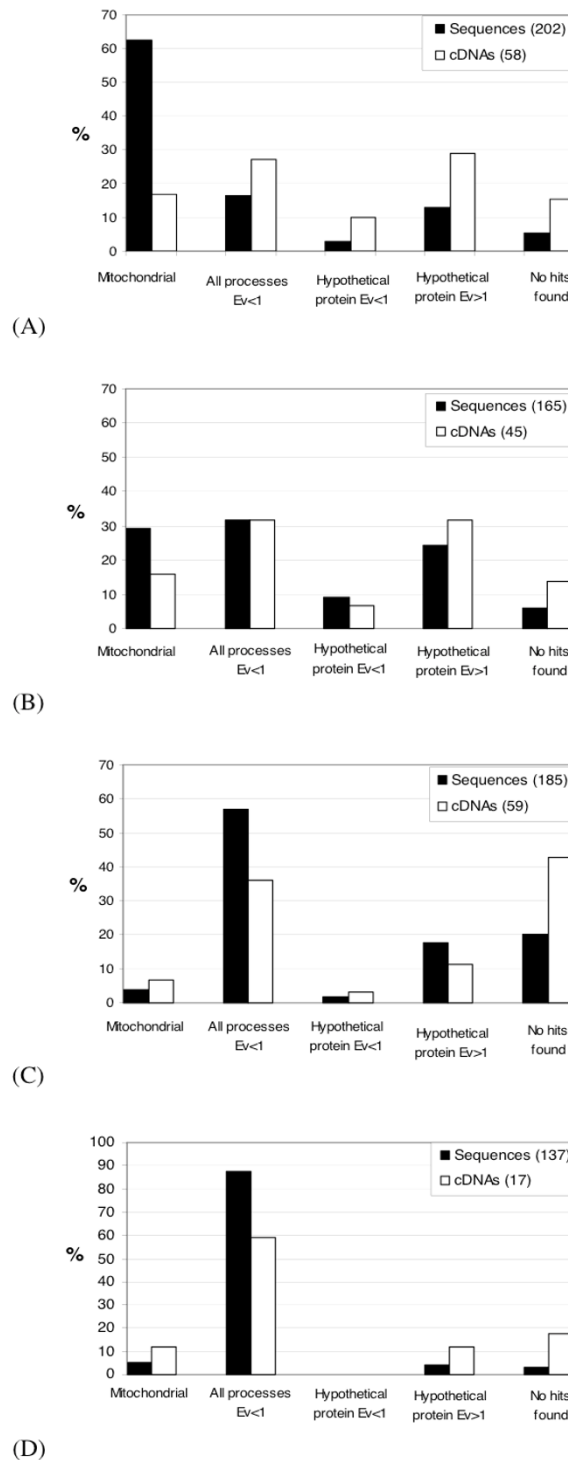 70
60
50
40
30
20
10
0
%
■ Sequences (202)
□ cDNAs (58)
Mitochondrial
All processes
Ev<1
Hypothetical
protein Ev<1
Hypothetical
protein Ev>1
No hits
found
(A)
70
60
50
40
30
20
10
0
%
■ Sequences (165)
□ cDNAs (45)
Mitochondrial
All processes
Ev<1
Hypothetical
protein Ev<1
Hypothetical
protein Ev>1
No hits
found
(B)
70
60
50
40
30
20
10
0
%
■ Sequences (185)
□ cDNAs (59)
Mitochondrial
All processes
Ev<1
Hypothetical
protein Ev<1
Hypothetical
protein Ev>1
No hits
found
(C)
100
90
80
70
60
50
40
30
20
10
0
%
■ Sequences (137)
□ cDNAs (17)
Mitochondrial
All processes
Ev<1
Hypothetical
protein Ev<1
Hypothetical
protein Ev>1
No hits
found
(D)